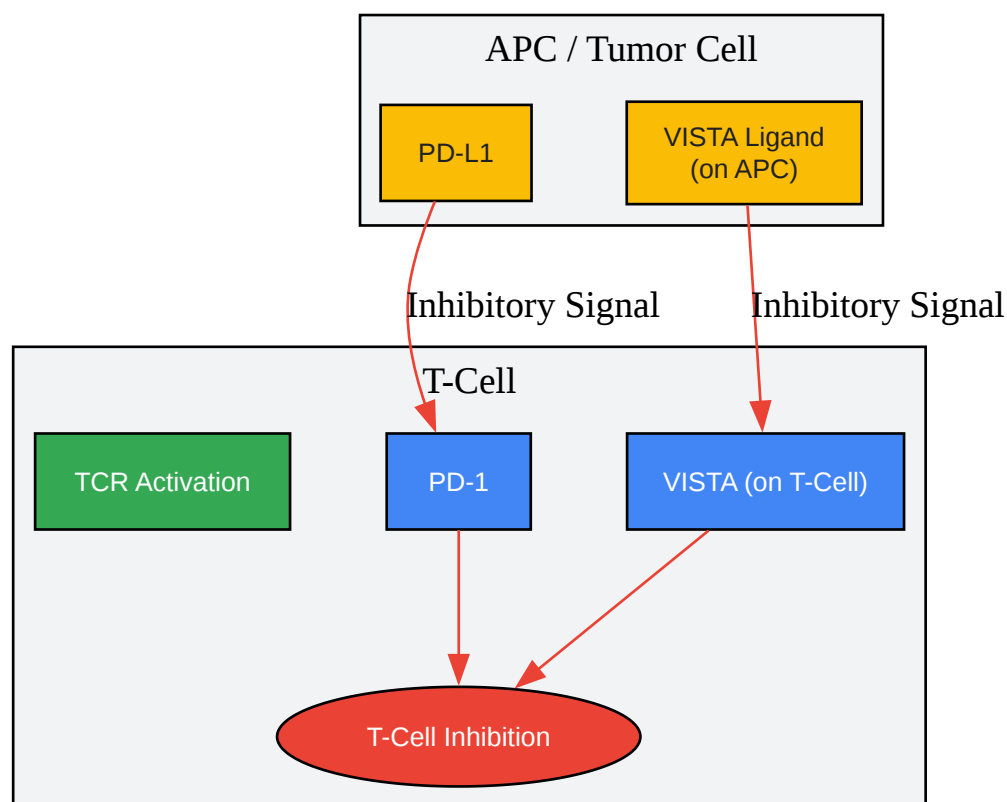 APC / Tumor Cell
PD-L1
VISTA Ligand
(on APC)
Inhibitory Signal
Inhibitory Signal
T-Cell
TCR Activation
PD-1
VISTA (on T-Cell)
T-Cell Inhibition